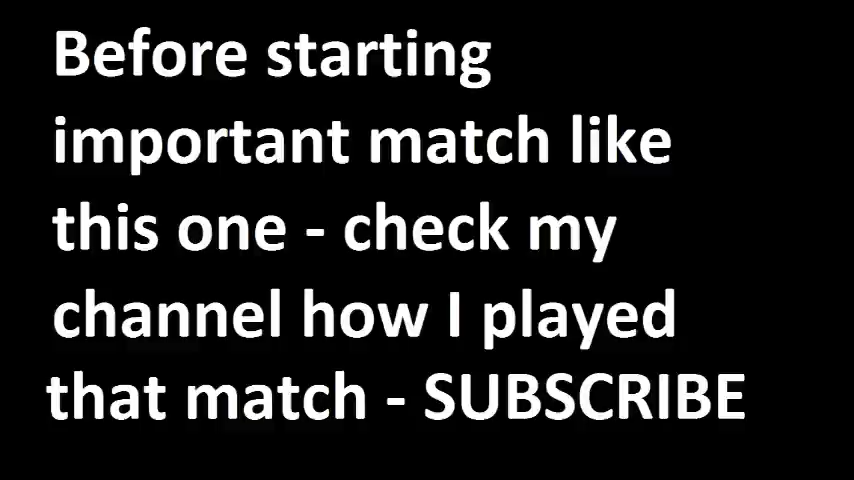 Before starting
important match like
this one - check my
channel how I played
that match - SUBSCRIBE